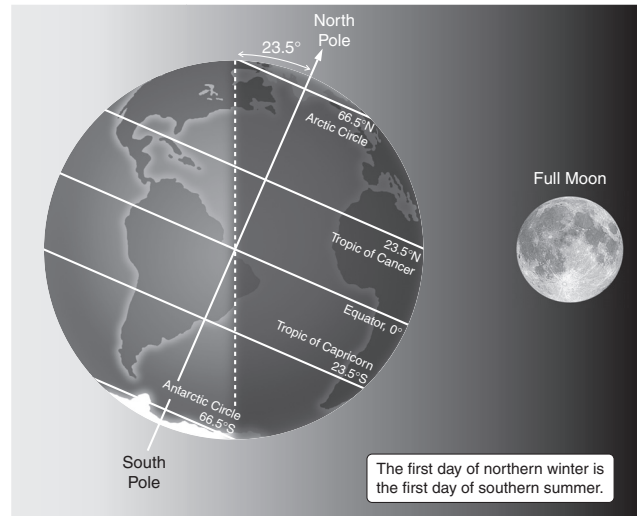 North
Pole
23.5°
66.5°N
Arctic Circle
Full Moon
23.5°N
Tropic of Cancer
Equator, 0°
Tropic of Capricorn
23.5°S
Antarctic Circle
66.5°S
South
Pole
The first day of northern winter is
the first day of southern summer.